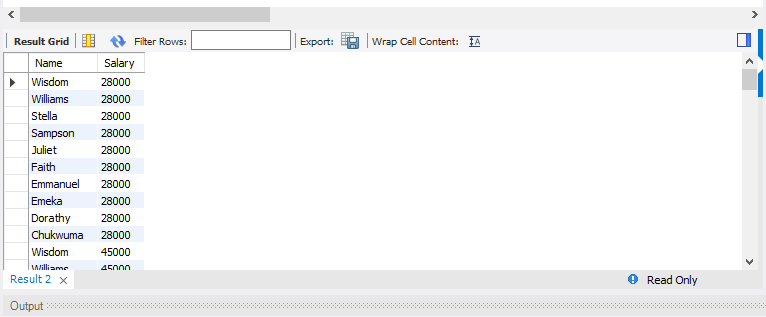 Result Grid Filter Rows: Export: Wrap Cell Content: IA
Name Salary
Wisdom 28000
Williams 28000
Stella 28000
Sampson 28000
Juliet 28000
Faith 28000
Emmanuel 28000
Emeka 28000
Dorathy 28000
Chukwuma 28000
Wisdom 45000
Williams 45000
Result 2 × Read Only
Output